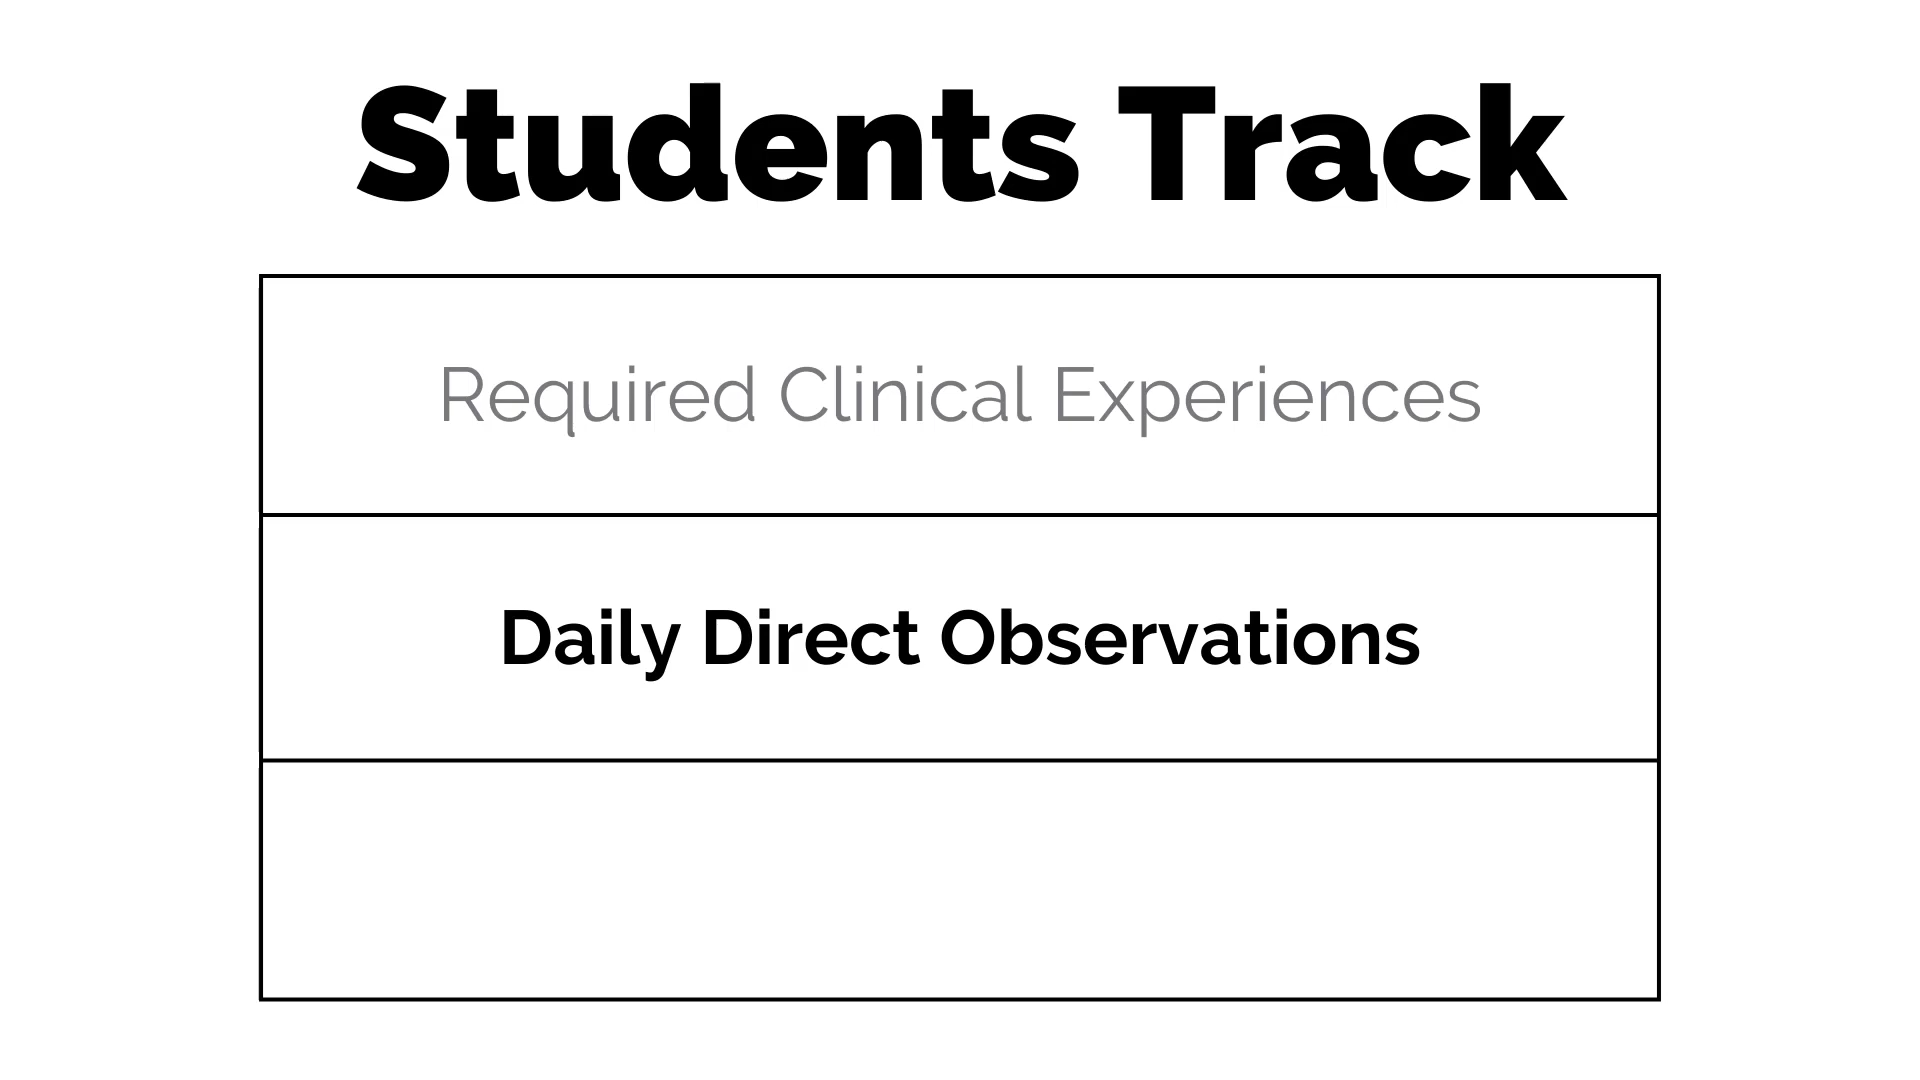 Students Track
Required Clinical Experiences
Daily Direct Observations